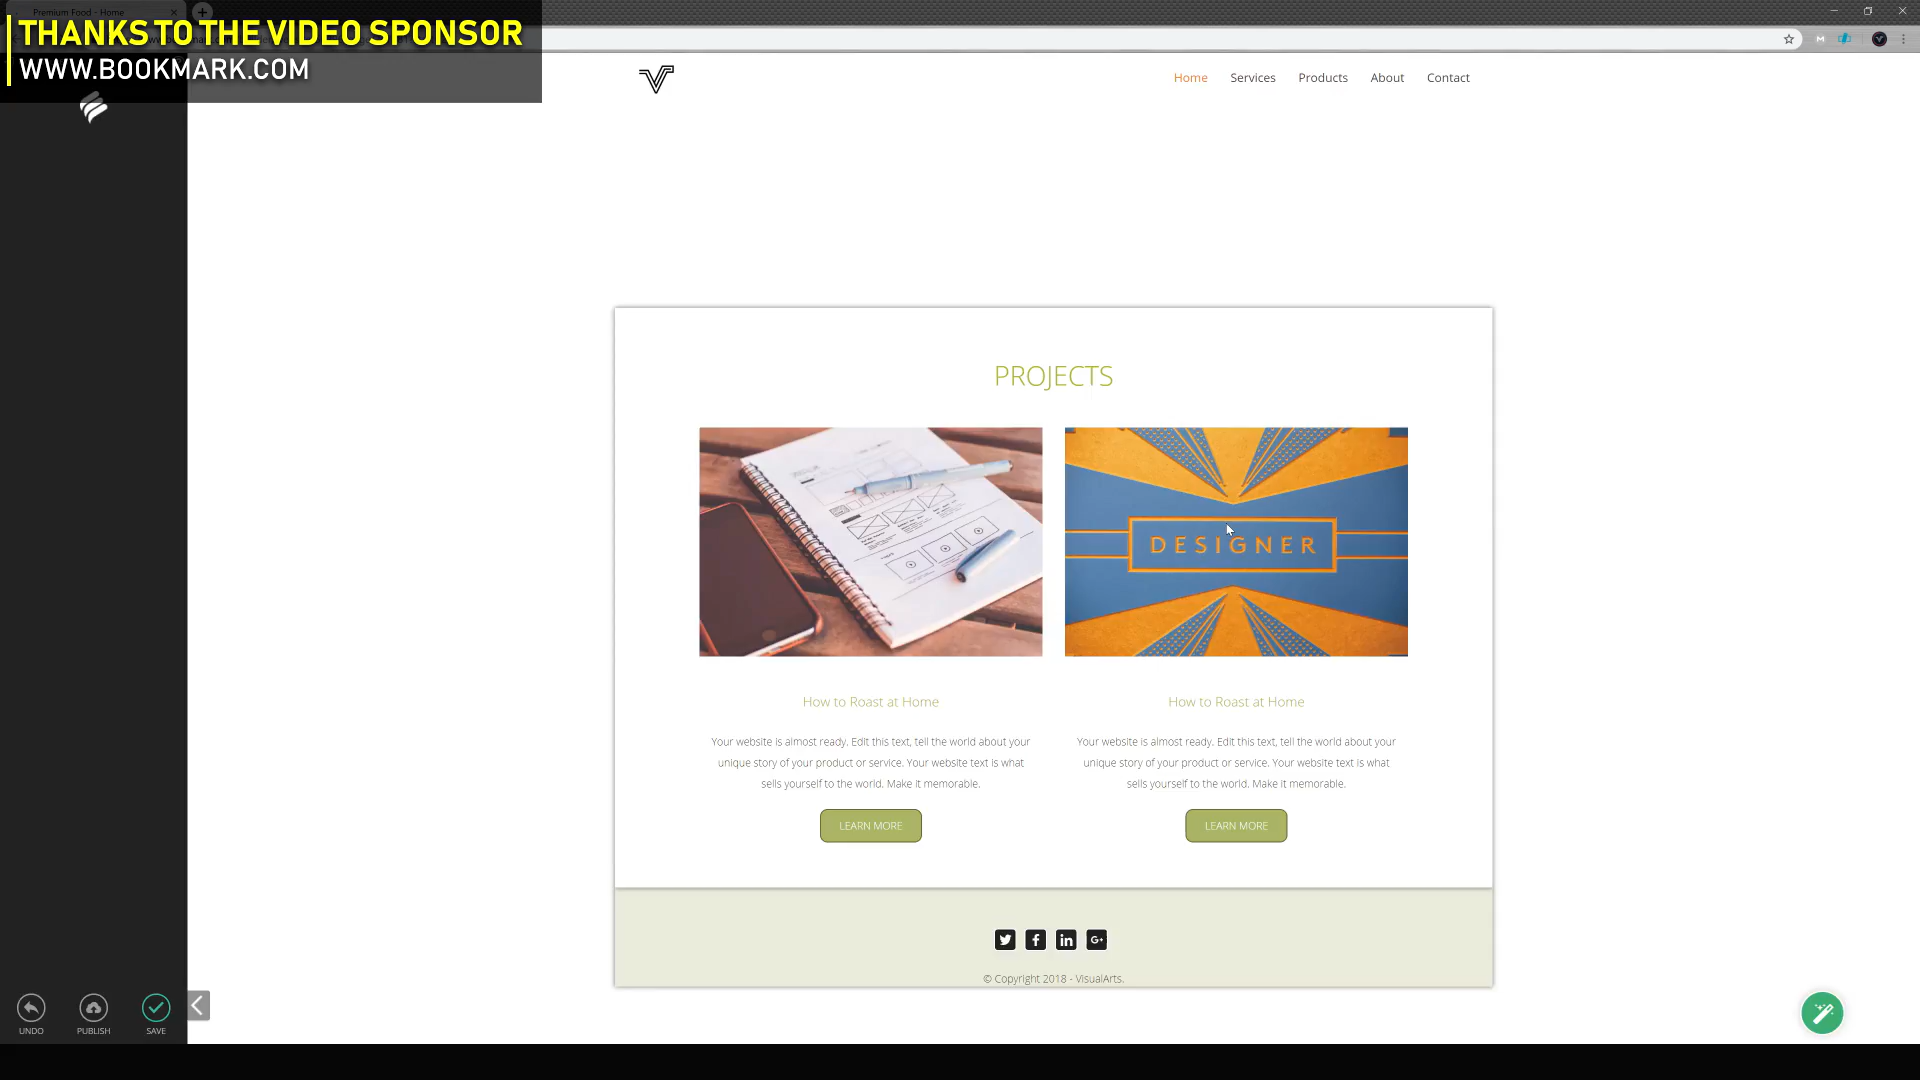 Premium Food - Home
THANKS TO THE VIDEO SPONSOR
WWW.BOOKMARK.COM
Home Services Products About Contact
PROJECTS
DESIGNER
How to Roast at Home
Your website is almost ready. Edit this text, tell the world about your
unique story of your product or service. Your website text is what
sells yourself to the world. Make it memorable.
LEARN MORE
How to Roast at Home
Your website is almost ready. Edit this text, tell the world about your
unique story of your product or service. Your website text is what
sells yourself to the world. Make it memorable.
LEARN MORE
© Copyright 2018 - VisualArts.
UNDO PUBLISH SAVE